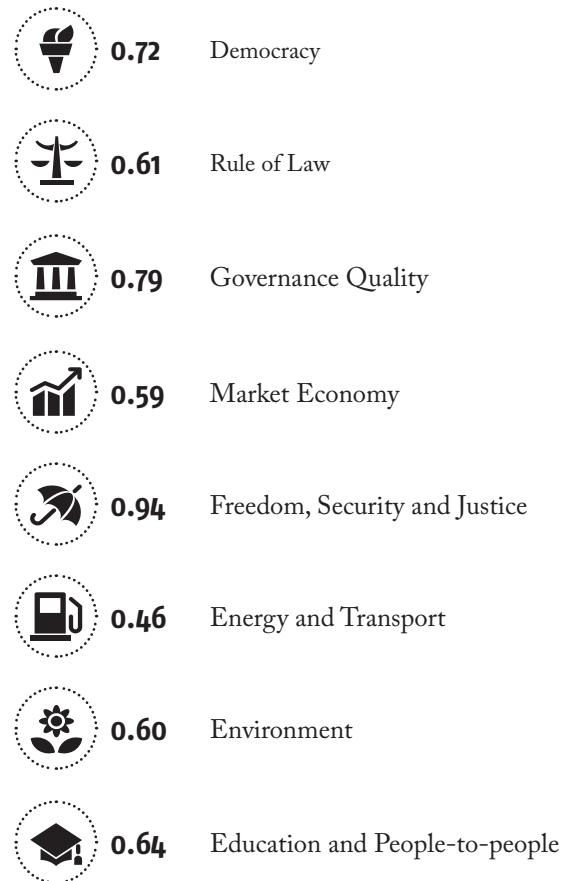 0.72 Democracy
0.61 Rule of Law
0.79 Governance Quality
0.59 Market Economy
0.94 Freedom, Security and Justice
0.46 Energy and Transport
0.60 Environment
0.64 Education and People-to-people